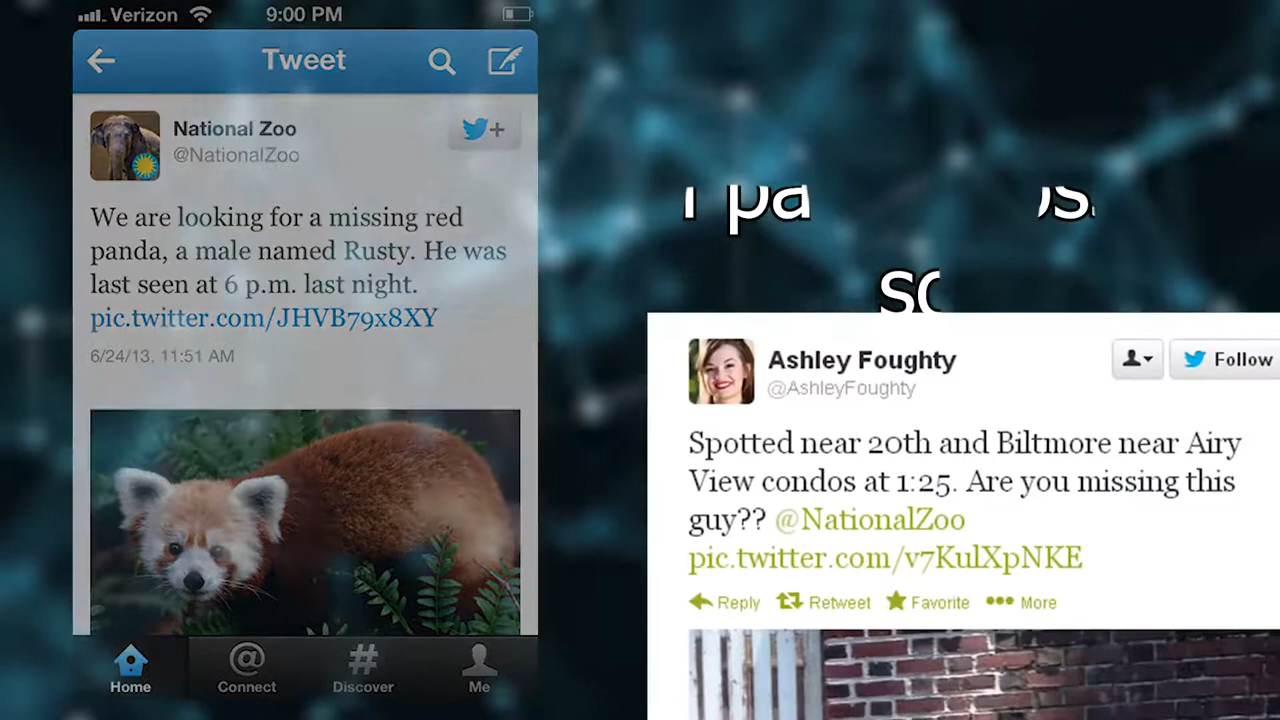 Verizon
9:00 PM
Tweet
National Zoo
@NationalZoo
We are looking for a missing red
panda, a male named Rusty. He was
last seen at 6 p.m. last night.
pic.twitter.com/JHVB79x8XY
6/24/13, 11:51 AM
Home
Connect
Discover
Me
Ashley Foughty
@AshleyFoughty
Follow
Spotted near 20th and Biltmore near Airy
View condos at 1:25. Are you missing this
guy?? @NationalZoo
pic.twitter.com/v7KulXpNKE
Reply Retweet Favorite More